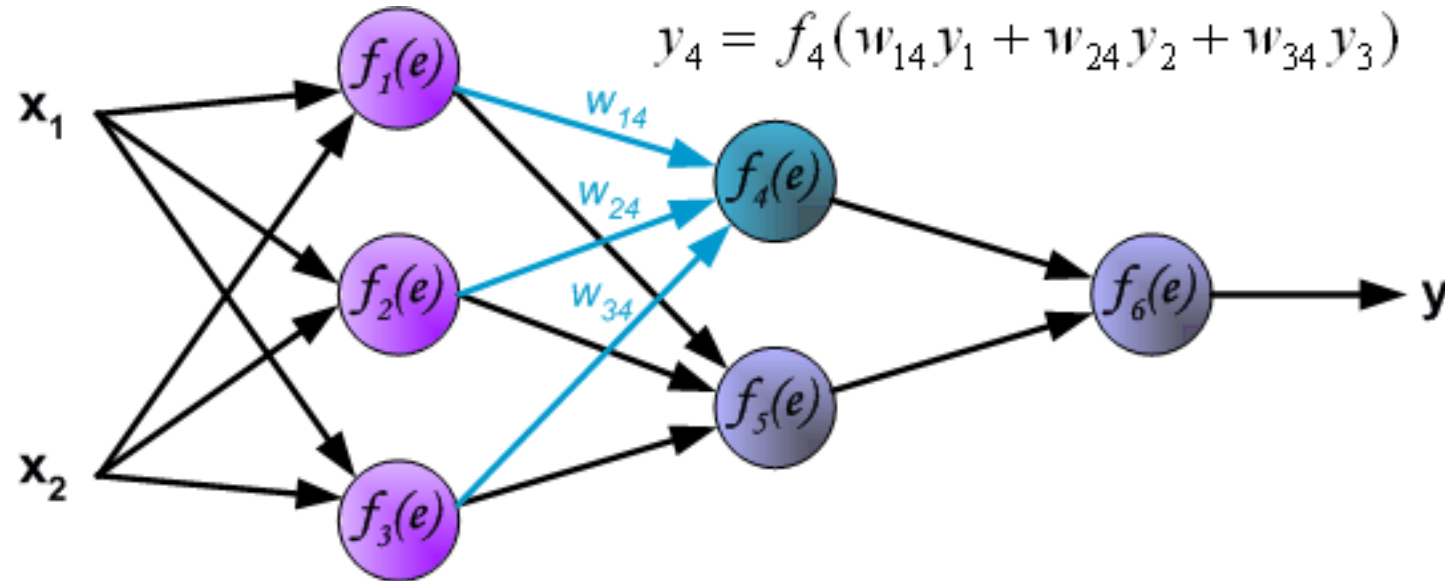 y₄ = f₄(w₁₄y₁ + w₂₄y₂ + w₃₄y₃)
f₁(e)
x₁
w₁₄
f₄(e)
w₂₄
f₂(e)
w₃₄
f₆(e)
y
f₅(e)
x₂
f₃(e)